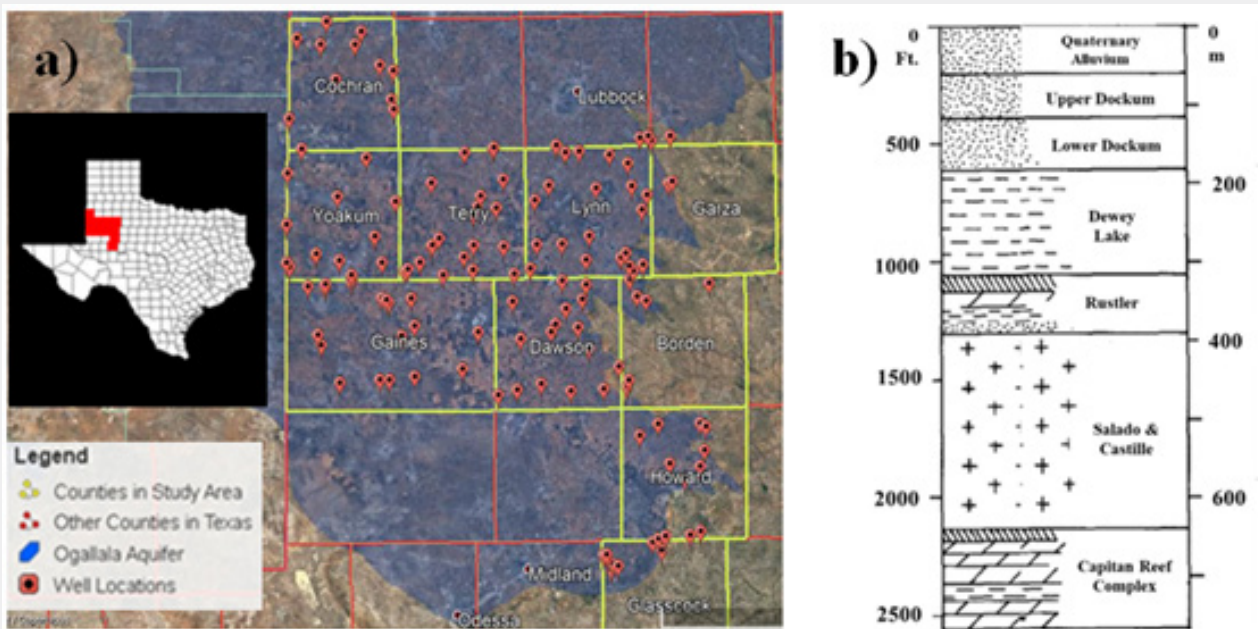 a)
Cochran
Lubbock
Yoakum
Terry
Lynn
Garza
Gaines
Dawson
Borden
Howard
Midland
Glasscock
Odessa
Legend
Counties in Study Area
Other Counties in Texas
Ogallala Aquifer
Well Locations
b)
0
Ft.
500
1000
1500
2000
2500
Quaternary
Alluvium
Upper Dockum
Lower Dockum
Dewey
Lake
Rustler
Salado &
Castille
Capitan Reef
Complex
0
m
200
400
600